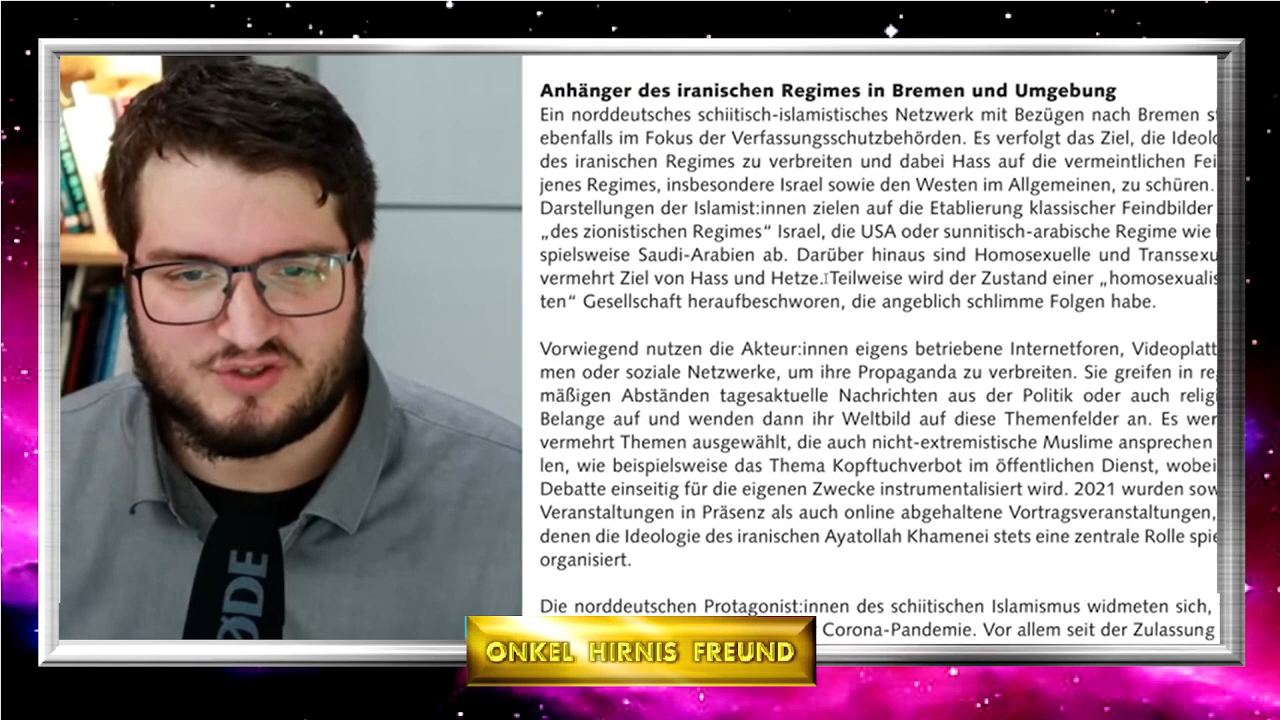 Anhänger des iranischen Regimes in Bremen und Umgebung
Ein norddeutsches schiitisch-islamistisches Netzwerk mit Bezügen nach Bremen
ebenfalls im Fokus der Verfassungsschutzbehörden. Es verfolgt das Ziel, die
des iranischen Regimes zu verbreiten und dabei Hass auf die vermeintlichen
jenes Regimes, insbesondere Israel sowie den Westen im Allgemeinen, zu schüren.
Darstellungen der Islamist:innen zielen auf die Etablierung klassischer Feindbilder
„des zionistischen Regimes“ Israel, die USA oder sunnitisch-arabische Regime wie
spielsweise Saudi-Arabien ab. Darüber hinaus sind Homosexuelle und
vermehrt Ziel von Hass und Hetze. Teilweise wird der Zustand einer
ten“ Gesellschaft heraufbeschworen, die angeblich schlimme Folgen habe.
Vorwiegend nutzen die Akteur:innen eigens betriebene Internetforen,
men oder soziale Netzwerke, um ihre Propaganda zu verbreiten. Sie greifen in
mäßigen Abständen tagesaktuelle Nachrichten aus der Politik oder auch
Belange auf und wenden dann ihr Weltbild auf diese Themenfelder an. Es
vermehrt Themen ausgewählt, die auch nicht-extremistische Muslime ansprechen
len, wie beispielsweise das Thema Kopftuchverbot im öffentlichen Dienst, wobei
Debatte einseitig für die eigenen Zwecke instrumentalisiert wird. 2021 wurden
Veranstaltungen in Präsenz als auch online abgehaltene Vortragsveranstaltungen,
denen die Ideologie des iranischen Ayatollah Khamenei stets eine zentrale Rolle
organisiert.
Die norddeutschen Protagonist:innen des schiitischen Islamismus widmeten sich,
Corona-Pandemie. Vor allem seit der Zulassung
ØDE
ONKEL HIRNIS FREUND